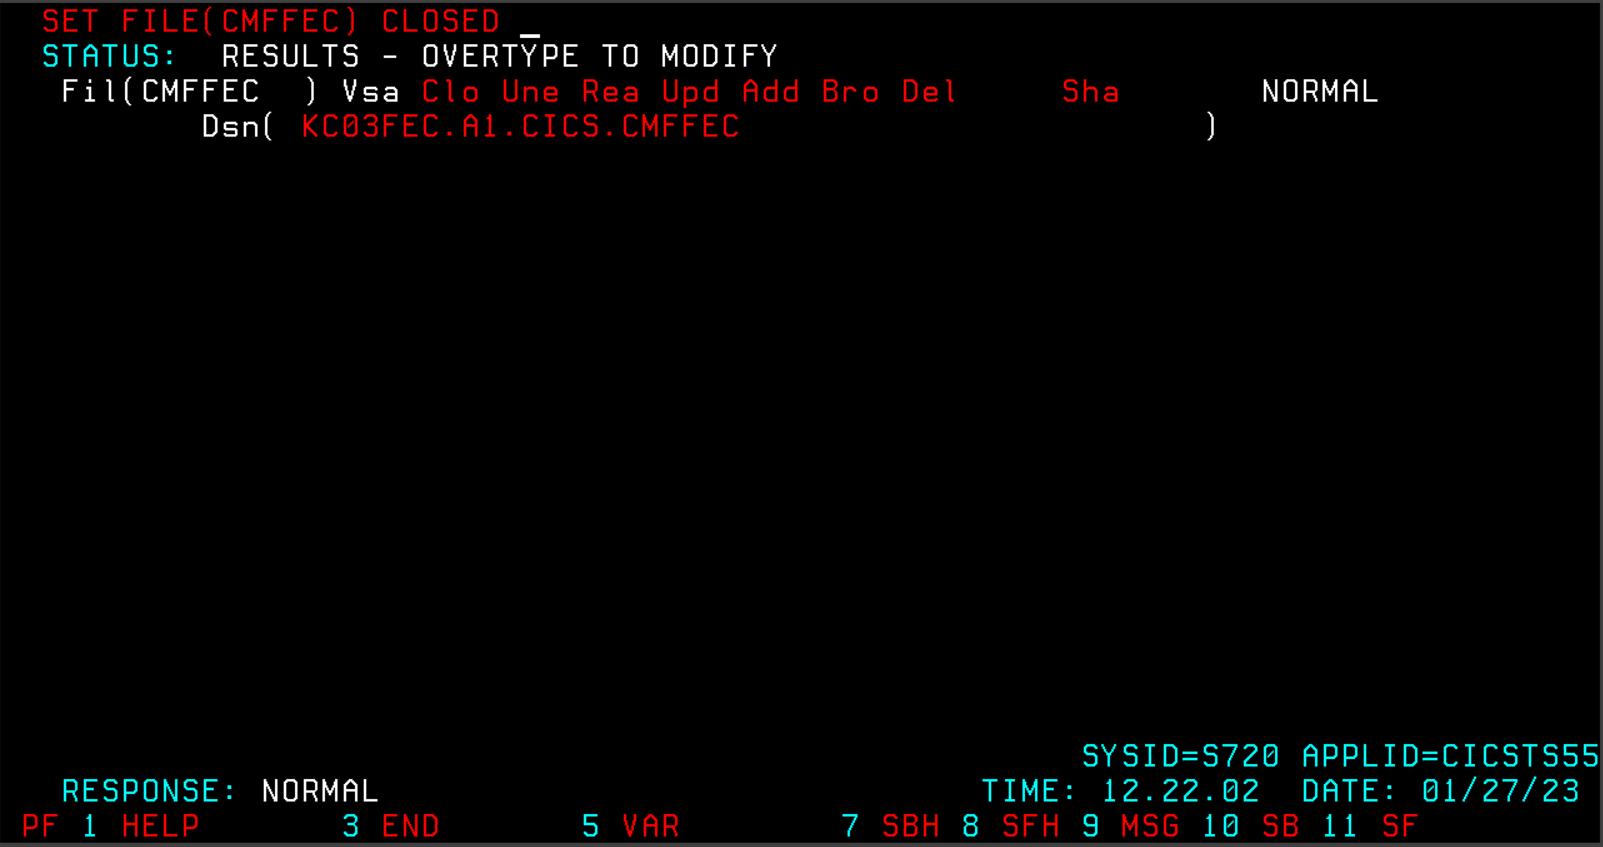 SET FILE(CMFFEC) CLOSED _
STATUS:  RESULTS - OVERTYPE TO MODIFY
Fil(CMFFEC  ) Vsa Clo Une Rea Upd Add Bro Del     Sha       NORMAL
Dsn( KC03FEC.A1.CICS.CMFFEC                       )
SYSID=S720 APPLID=CICSTS55
RESPONSE: NORMAL                              TIME: 12.22.02  DATE: 01/27/23
PF 1 HELP       3 END       5 VAR        7 SBH 8 SFH 9 MSG 10 SB 11 SF